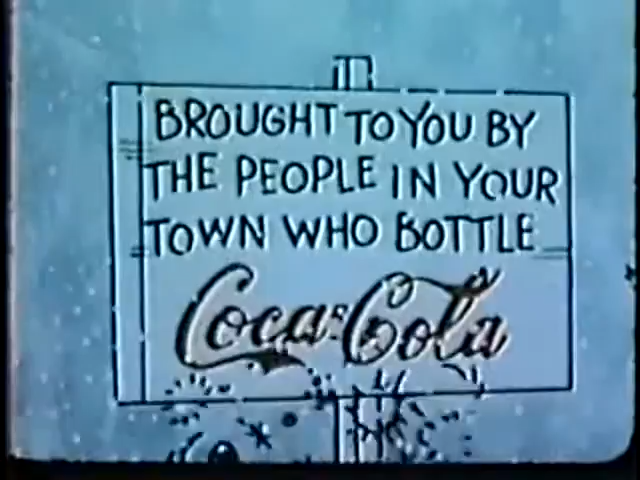 BROUGHT TO YOU BY
THE PEOPLE IN YOUR
TOWN WHO BOTTLE
Coca-Cola